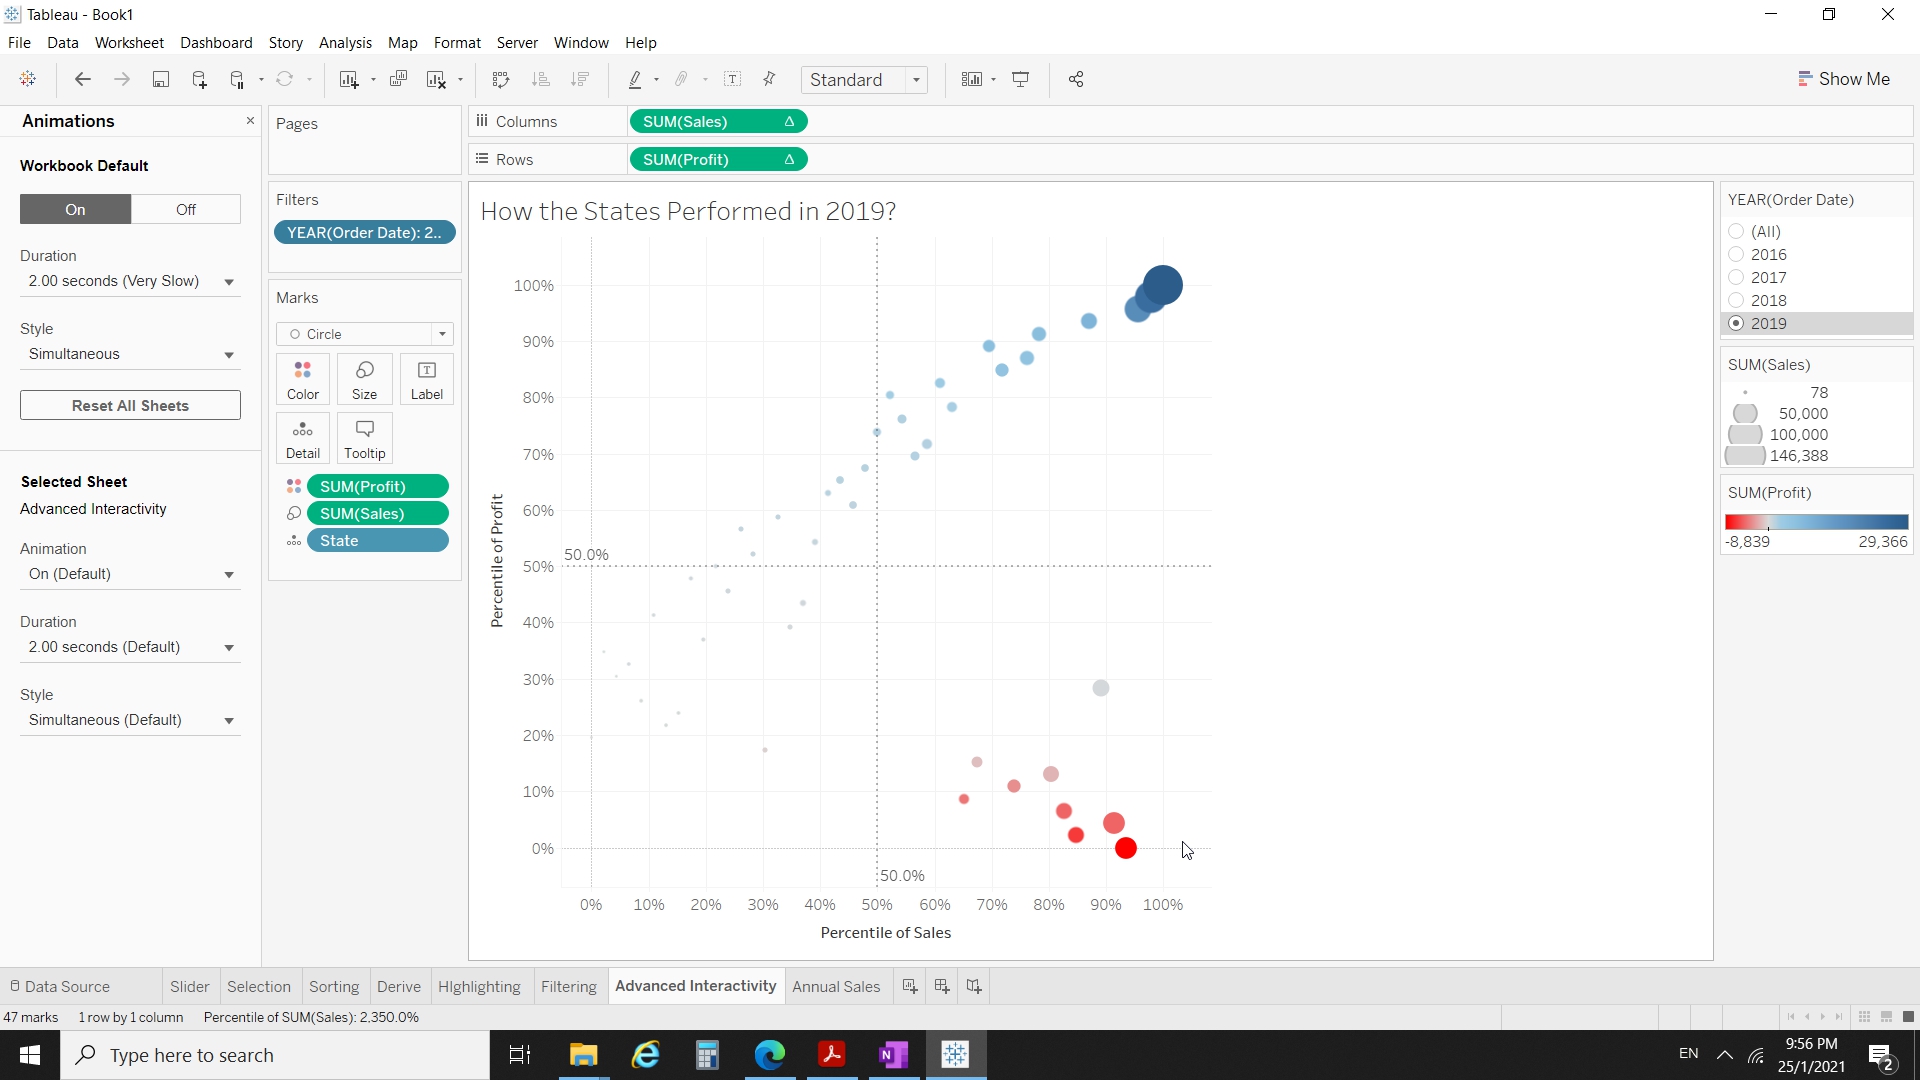 Tableau - Book1
File Data Worksheet Dashboard Story Analysis Map Format Server Window Help
Standard
Show Me
Animations
Workbook Default
On Off
Duration
2.00 seconds (Very Slow)
Style
Simultaneous
Reset All Sheets
Selected Sheet
Advanced Interactivity
Animation
On (Default)
Duration
2.00 seconds (Default)
Style
Simultaneous (Default)
Pages
Filters
YEAR(Order Date): 2..
Marks
Circle
Color Size Label
Detail Tooltip
SUM(Profit)
SUM(Sales)
State
Columns SUM(Sales) Δ
Rows SUM(Profit) Δ
How the States Performed in 2019?
Percentile of Profit
100%
90%
80%
70%
60%
50.0%
50%
40%
30%
20%
10%
0%
50.0%
0% 10% 20% 30% 40% 50% 60% 70% 80% 90% 100%
Percentile of Sales
YEAR(Order Date)
(All)
2016
2017
2018
2019
SUM(Sales)
78
50,000
100,000
146,388
SUM(Profit)
-8,839 29,366
Data Source Slider Selection Sorting Derive HIghlighting Filtering Advanced Interactivity Annual Sales
47 marks 1 row by 1 column Percentile of SUM(Sales): 2,350.0%
Type here to search
EN
9:56 PM
25/1/2021
2